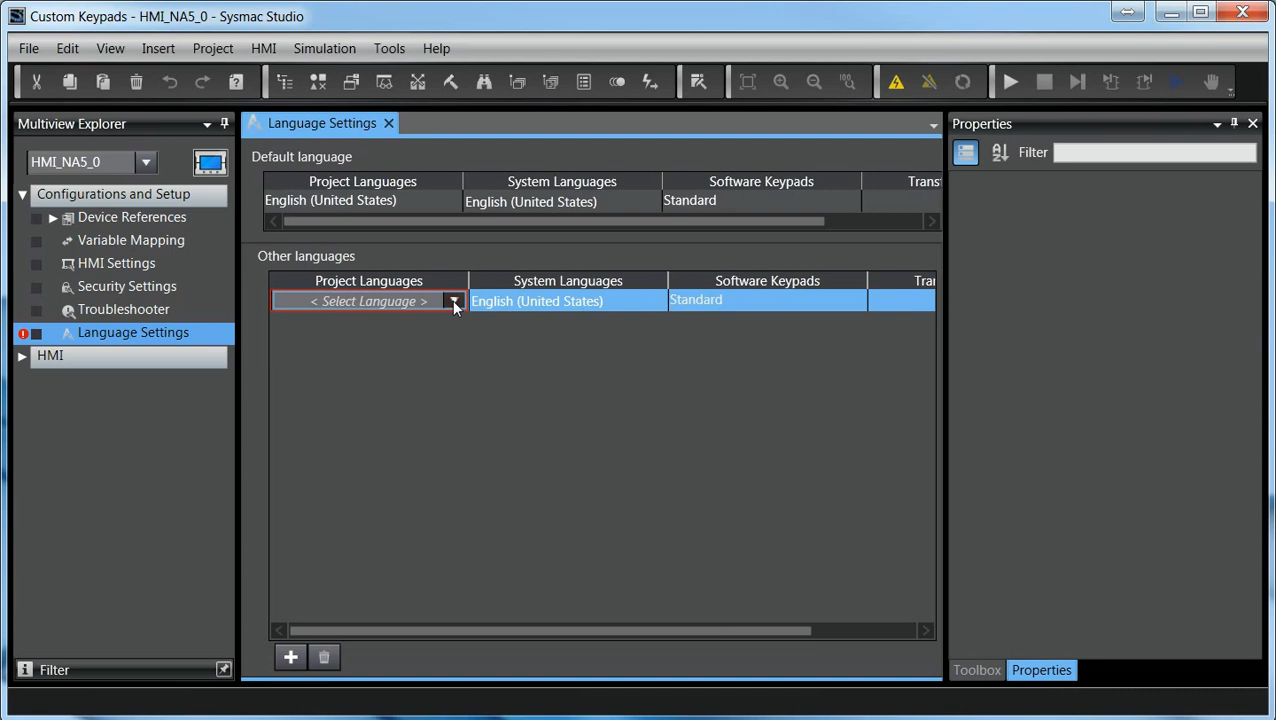 Custom Keypads - HMI_NA5_0 - Sysmac Studio
File Edit View Insert Project HMI Simulation Tools Help
Multiview Explorer
HMI_NA5_0
Configurations and Setup
Device References
Variable Mapping
HMI Settings
Security Settings
Troubleshooter
Language Settings
HMI
Filter
Language Settings
Default language
Project Languages System Languages Software Keypads
English (United States) English (United States) Standard
Other languages
Project Languages System Languages Software Keypads
< Select Language > English (United States) Standard
Properties
Filter
Toolbox Properties